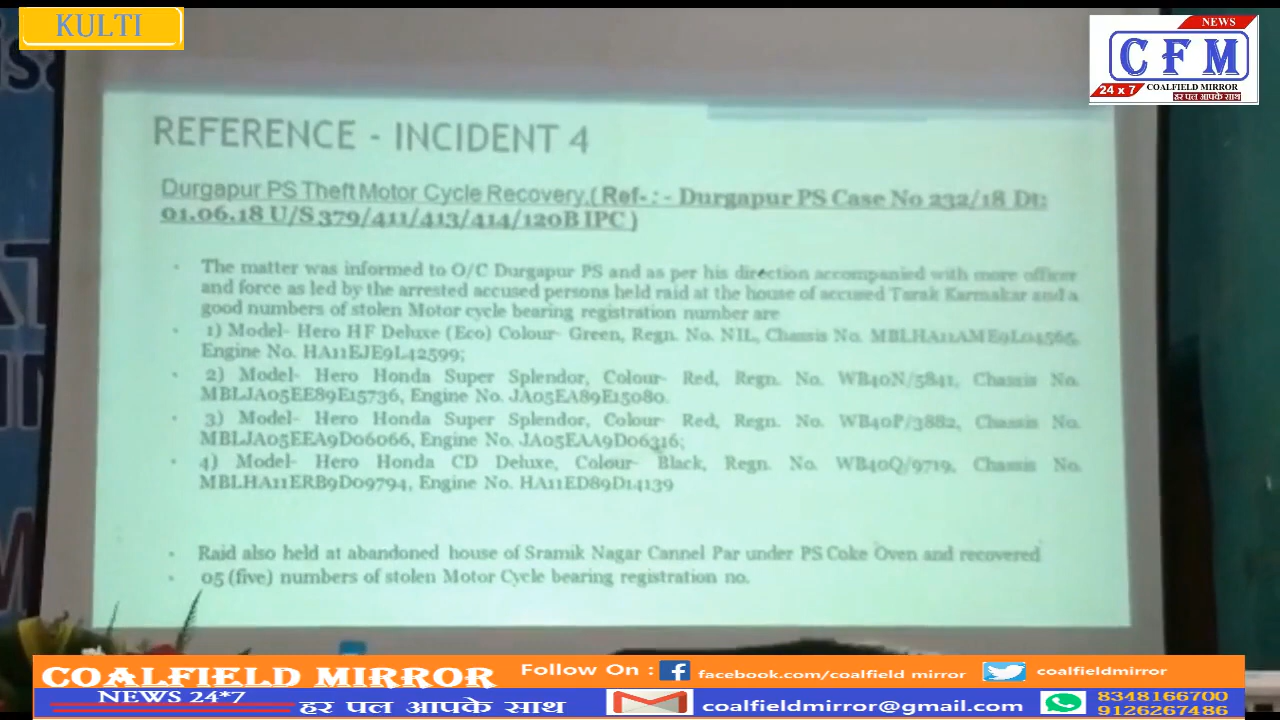 KULTI
NEWS
C F M
24 x 7 COALFIELD MIRROR
हर पल आपके साथ
REFERENCE - INCIDENT 4
Durgapur PS Theft Motor Cycle Recovery,( Ref- : - Durgapur PS Case No 232/18 Dt:
01.06.18 U/S 379/411/413/414/120B IPC )
• The matter was informed to O/C Durgapur PS and as per his direction accompanied with more officer
and force as led by the arrested accused persons held raid at the house of accused Tarak Karmakar and a
good numbers of stolen Motor cycle bearing registration number are
• 1) Model- Hero HF Deluxe (Eco) Colour- Green, Regn. No. NIL, Chassis No. MBLHA11AME9L04565,
Engine No. HA11EJE9L42599;
• 2) Model- Hero Honda Super Splendor, Colour- Red, Regn. No. WB40N/5841, Chassis No.
MBLJA05EE89E15736, Engine No. JA05EA89E15080.
• 3) Model- Hero Honda Super Splendor, Colour- Red, Regn. No. WB40P/3882, Chassis No.
MBLJA05EEA9D06066, Engine No. JA05EAA9D06316;
• 4) Model- Hero Honda CD Deluxe, Colour- Black, Regn. No. WB40Q/9719, Chassis No.
MBLHA11ERB9D09794, Engine No. HA11ED89D14139
• Raid also held at abandoned house of Sramik Nagar Cannel Par under PS Coke Oven and recovered
• 05 (five) numbers of stolen Motor Cycle bearing registration no.
COALFIELD MIRROR
NEWS 24*7 हर पल आपके साथ
Follow On : facebook.com/coalfield mirror coalfieldmirror
coalfieldmirror@gmail.com
8348166700
9126267486